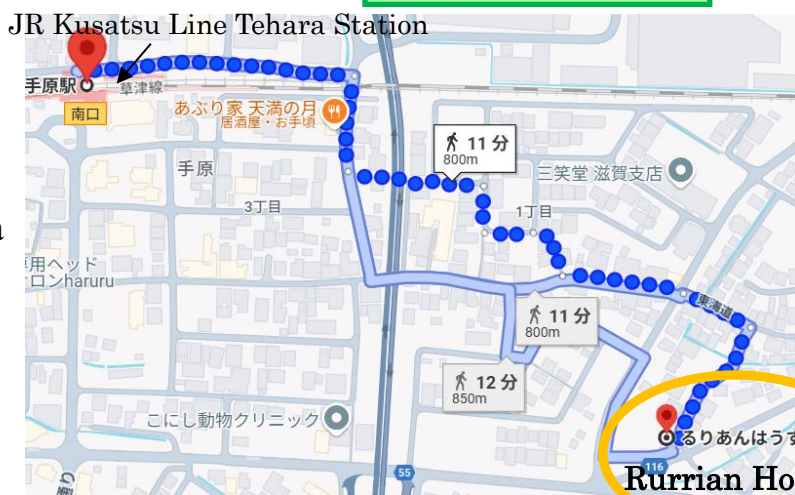 JR Kusatsu Line Tehara Station
手原駅
草津線
南口
あぶり家 天満の月
居酒屋・お手頃
11 分
800m
三笑堂 滋賀支店
手原
3丁目
1丁目
a
用ヘッド
ロンharuru
東海道
11 分
800m
12 分
850m
こにし動物クリニック
るりあんはうす
116
55
Rurrian Ho